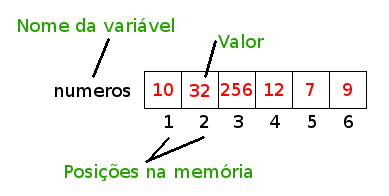 Nome da variável
Valor
numeros 10 32 256 12 7 9
1 2 3 4 5 6
Posições na memória